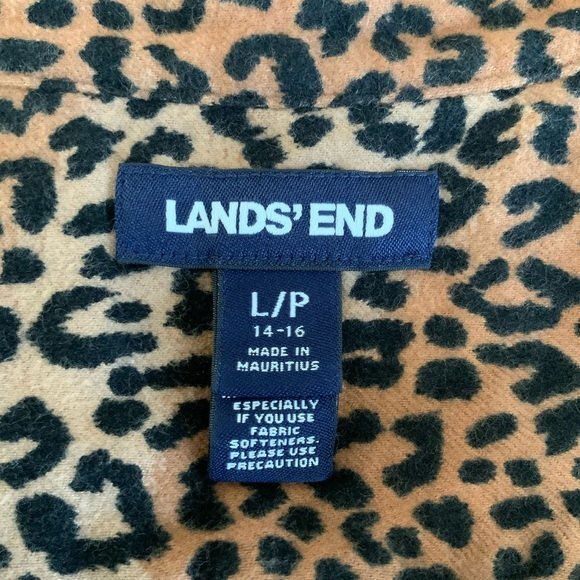 LANDS' END
L/P
14-16
MADE IN
MAURITIUS
ESPECIALLY
IF YOU USE
FABRIC
SOFTENERS.
PLEASE USE
PRECAUTION